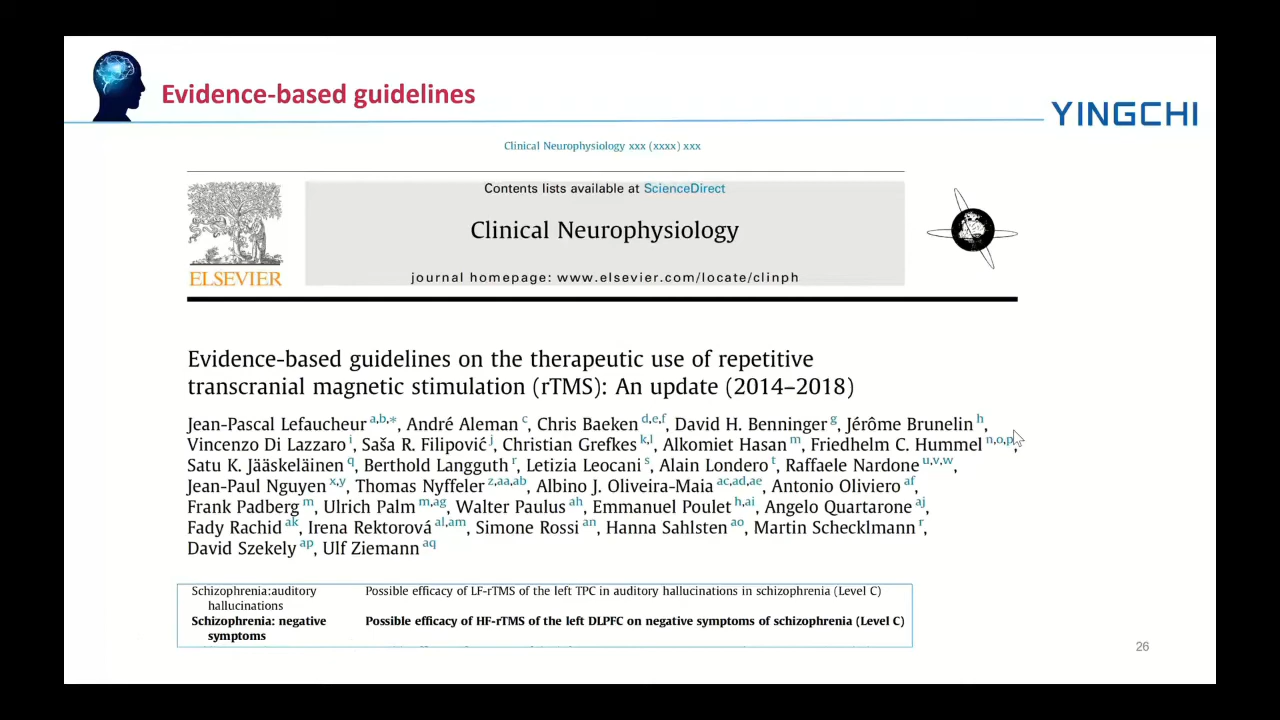 Evidence-based guidelines
YINGCHI
Clinical Neurophysiology xxx (xxxx) xxx
Contents lists available at ScienceDirect
Clinical Neurophysiology
journal homepage: www.elsevier.com/locate/clinph
ELSEVIER
Evidence-based guidelines on the therapeutic use of repetitive
transcranial magnetic stimulation (rTMS): An update (2014–2018)
Jean-Pascal Lefaucheur a,b,*, André Aleman c, Chris Baeken d,e,f, David H. Benninger g, Jérôme Brunelin h,
Vincenzo Di Lazzaro i, Saša R. Filipović j, Christian Grefkes k,l, Alkomiet Hasan m, Friedhelm C. Hummel n,o,p,
Satu K. Jääskeläinen q, Berthold Langguth r, Letizia Leocani s, Alain Londero t, Raffaele Nardone u,v,w,
Jean-Paul Nguyen x,y, Thomas Nyffeler z,aa,ab, Albino J. Oliveira-Maia ac,ad,ae, Antonio Oliviero af,
Frank Padberg m, Ulrich Palm m,ag, Walter Paulus ah, Emmanuel Poulet h,ai, Angelo Quartarone aj,
Fady Rachid ak, Irena Rektorová al,am, Simone Rossi an, Hanna Sahlsten ao, Martin Schecklmann r,
David Szekely ap, Ulf Ziemann aq
Schizophrenia:auditory Possible efficacy of LF-rTMS of the left TPC in auditory hallucinations in schizophrenia (Level C)
hallucinations
Schizophrenia: negative Possible efficacy of HF-rTMS of the left DLPFC on negative symptoms of schizophrenia (Level C)
symptoms
26